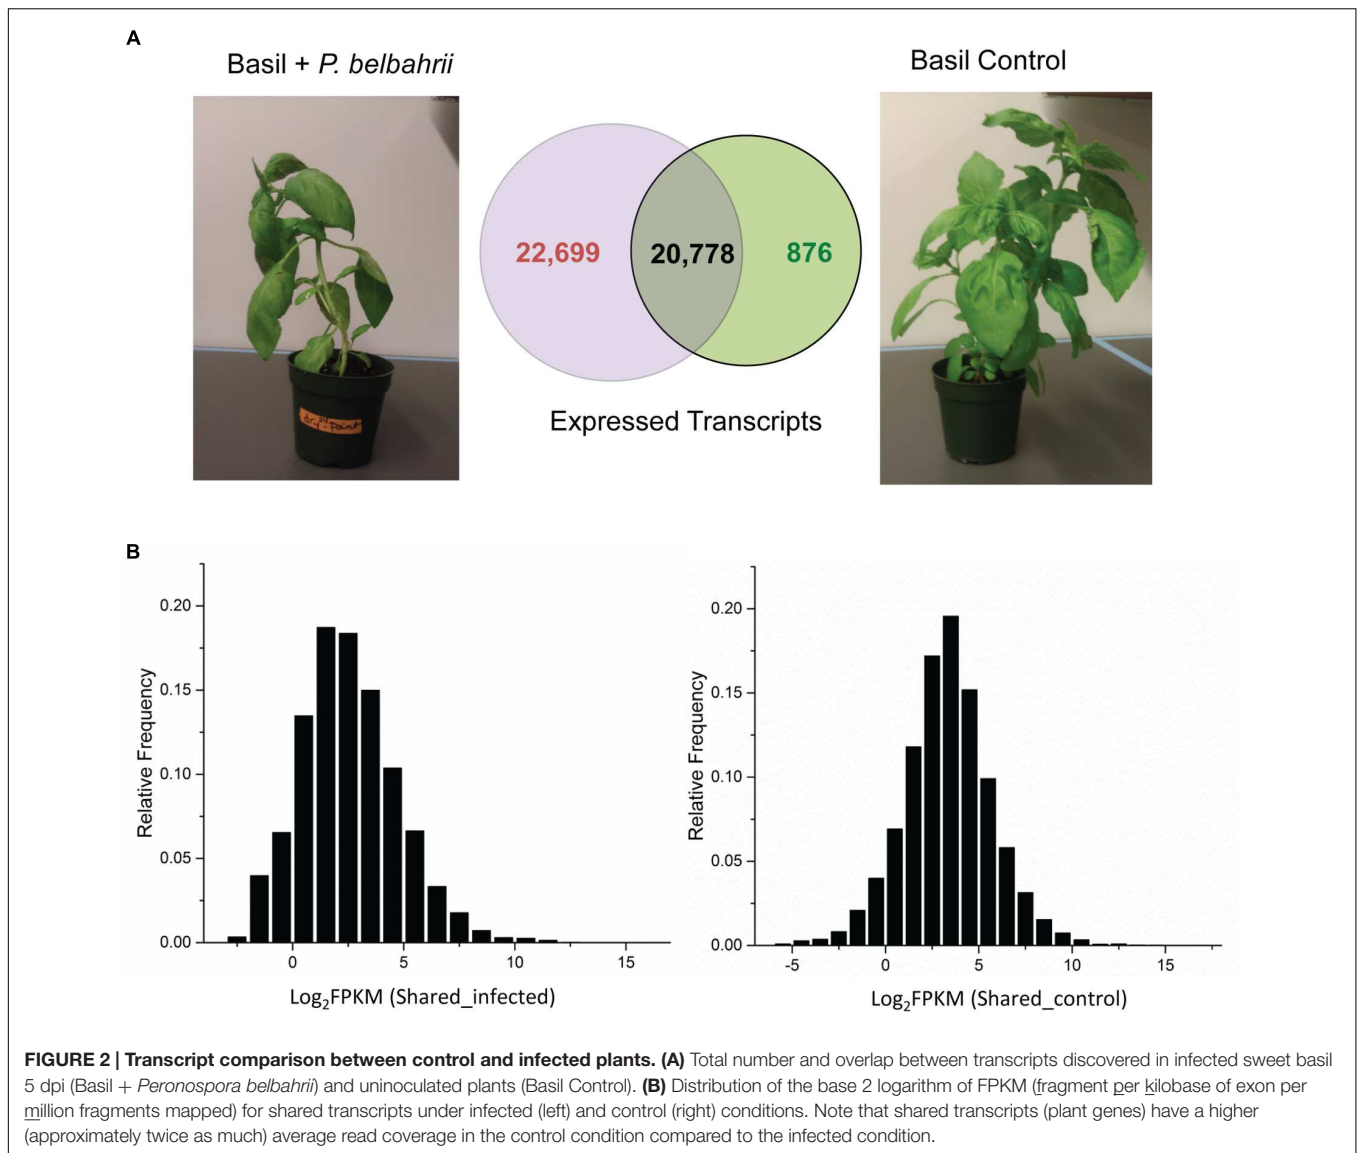 A
Basil + P. belbahrii
Basil Control
22,699
20,778
876
Expressed Transcripts
B
0.20
0.15
0.10
0.05
0.00
Relative Frequency
0 5 10 15
Log₂FPKM (Shared_infected)
0.20
0.15
0.10
0.05
0.00
Relative Frequency
-5 0 5 10 15
Log₂FPKM (Shared_control)
FIGURE 2 | Transcript comparison between control and infected plants. (A) Total number and overlap between transcripts discovered in infected sweet basil
5 dpi (Basil + Peronospora belbahrii) and uninoculated plants (Basil Control). (B) Distribution of the base 2 logarithm of FPKM (fragment per kilobase of exon per
million fragments mapped) for shared transcripts under infected (left) and control (right) conditions. Note that shared transcripts (plant genes) have a higher
(approximately twice as much) average read coverage in the control condition compared to the infected condition.